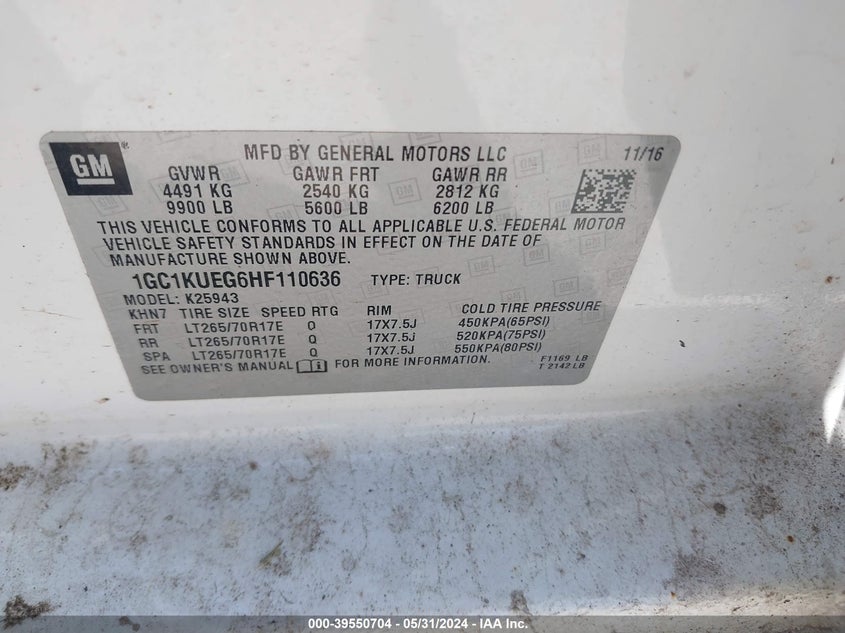 GM
MFD BY GENERAL MOTORS LLC 11/16
GVWR GAWR FRT GAWR RR
4491 KG 2540 KG 2812 KG
9900 LB 5600 LB 6200 LB
THIS VEHICLE CONFORMS TO ALL APPLICABLE U.S. FEDERAL MOTOR
VEHICLE SAFETY STANDARDS IN EFFECT ON THE DATE OF
MANUFACTURE SHOWN ABOVE.
1GC1KUEG6HF110636 TYPE: TRUCK
MODEL: K25943
KHN7 TIRE SIZE SPEED RTG RIM COLD TIRE PRESSURE
FRT LT265/70R17E Q 17X7.5J 450KPA(65PSI)
RR LT265/70R17E Q 17X7.5J 520KPA(75PSI)
SPA LT265/70R17E Q 17X7.5J 550KPA(80PSI)
SEE OWNER'S MANUAL FOR MORE INFORMATION.
F1169 LB
T 2142 LB
000-39550704 - 05/31/2024 - IAA Inc.